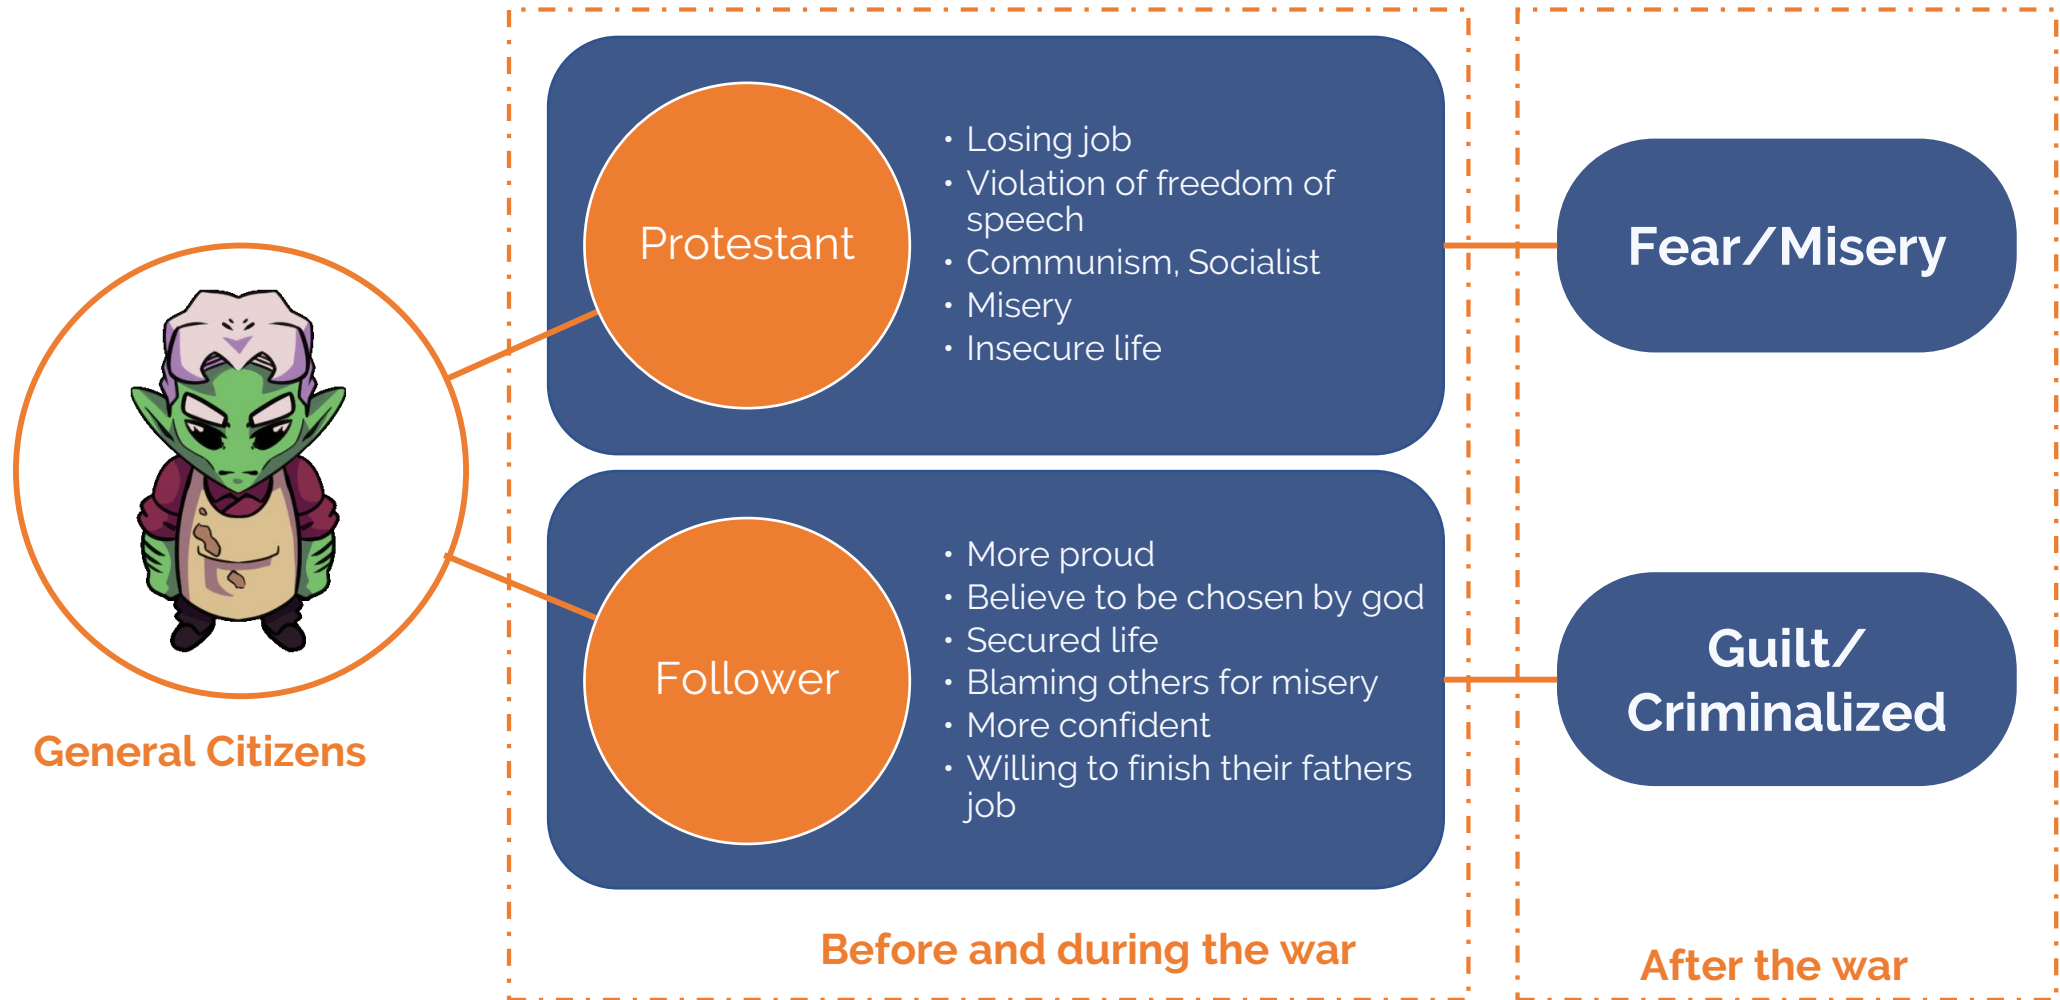 General Citizens
Protestant
• Losing job
• Violation of freedom of
speech
• Communism, Socialist
• Misery
• Insecure life
Follower
• More proud
• Believe to be chosen by god
• Secured life
• Blaming others for misery
• More confident
• Willing to finish their fathers
job
Before and during the war
Fear/Misery
Guilt/
Criminalized
After the war